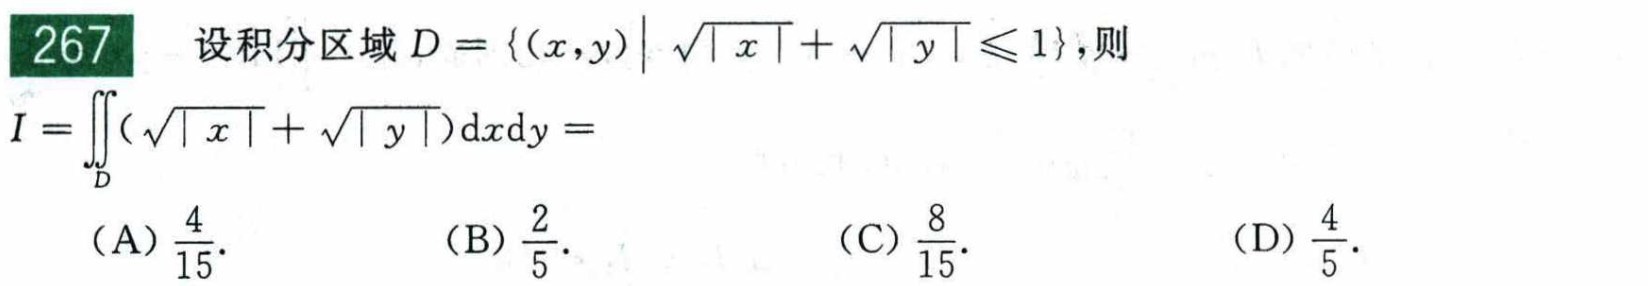 267 设积分区域 D = {(x,y) | √|x| + √|y| ⩽ 1},则
I = ∬_D (√|x| + √|y|)dxdy =
(A) 4/15. (B) 2/5. (C) 8/15. (D) 4/5.